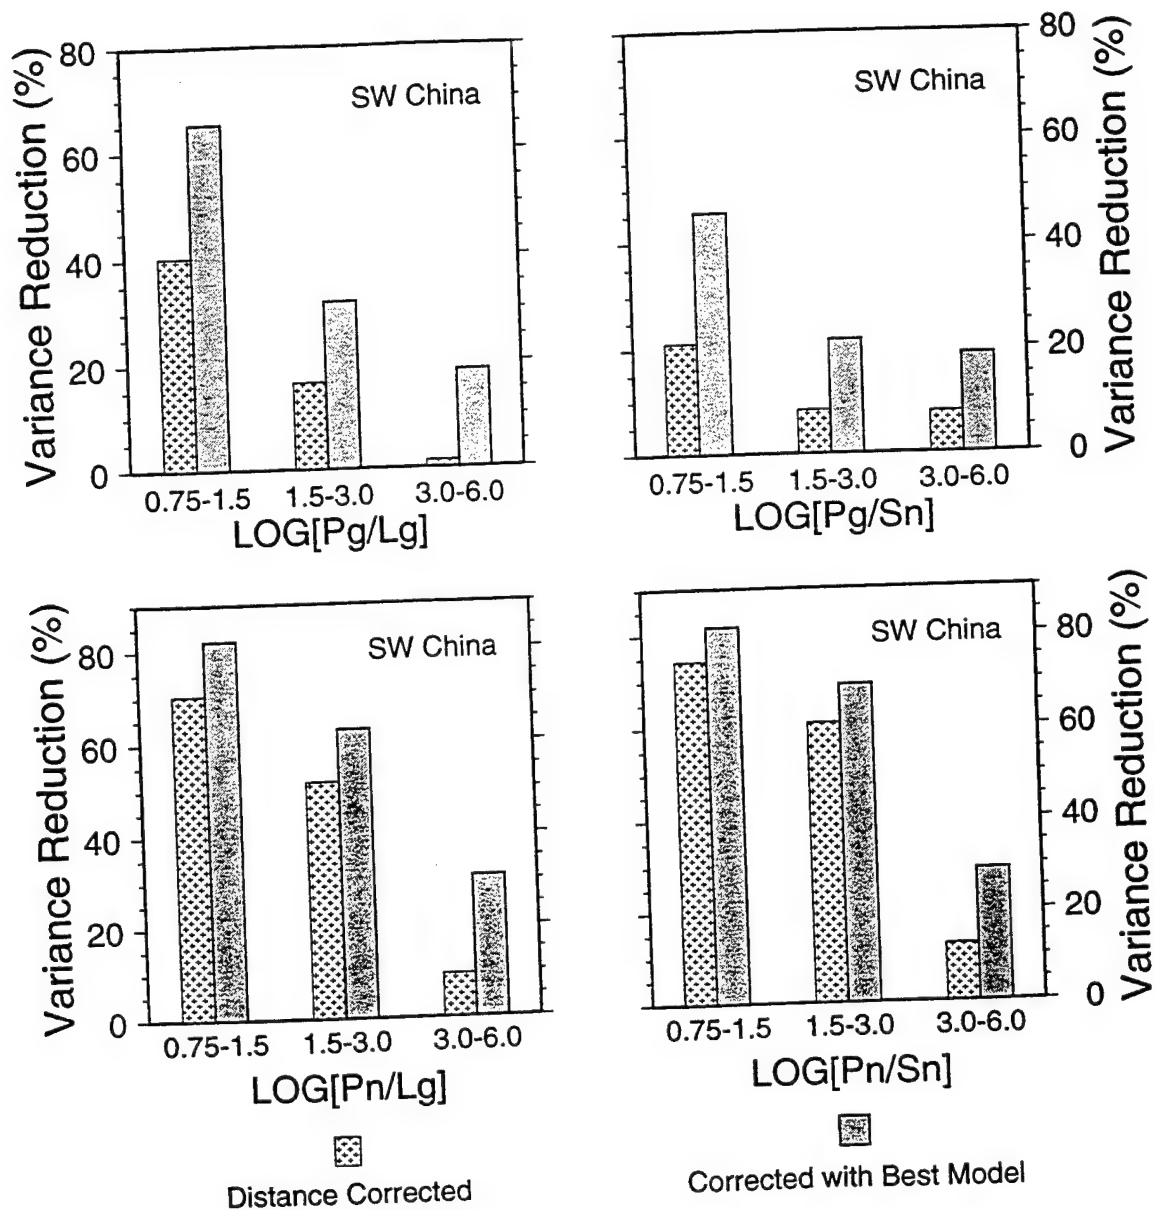 Variance Reduction (%)
80
60
40
20
0
SW China
0.75-1.5 1.5-3.0 3.0-6.0
LOG[Pg/Lg]
SW China
80
60
40
20
0
Variance Reduction (%)
0.75-1.5 1.5-3.0 3.0-6.0
LOG[Pg/Sn]
Variance Reduction (%)
80
60
40
20
0
SW China
0.75-1.5 1.5-3.0 3.0-6.0
LOG[Pn/Lg]
SW China
80
60
40
20
0
Variance Reduction (%)
0.75-1.5 1.5-3.0 3.0-6.0
LOG[Pn/Sn]
Distance Corrected
Corrected with Best Model